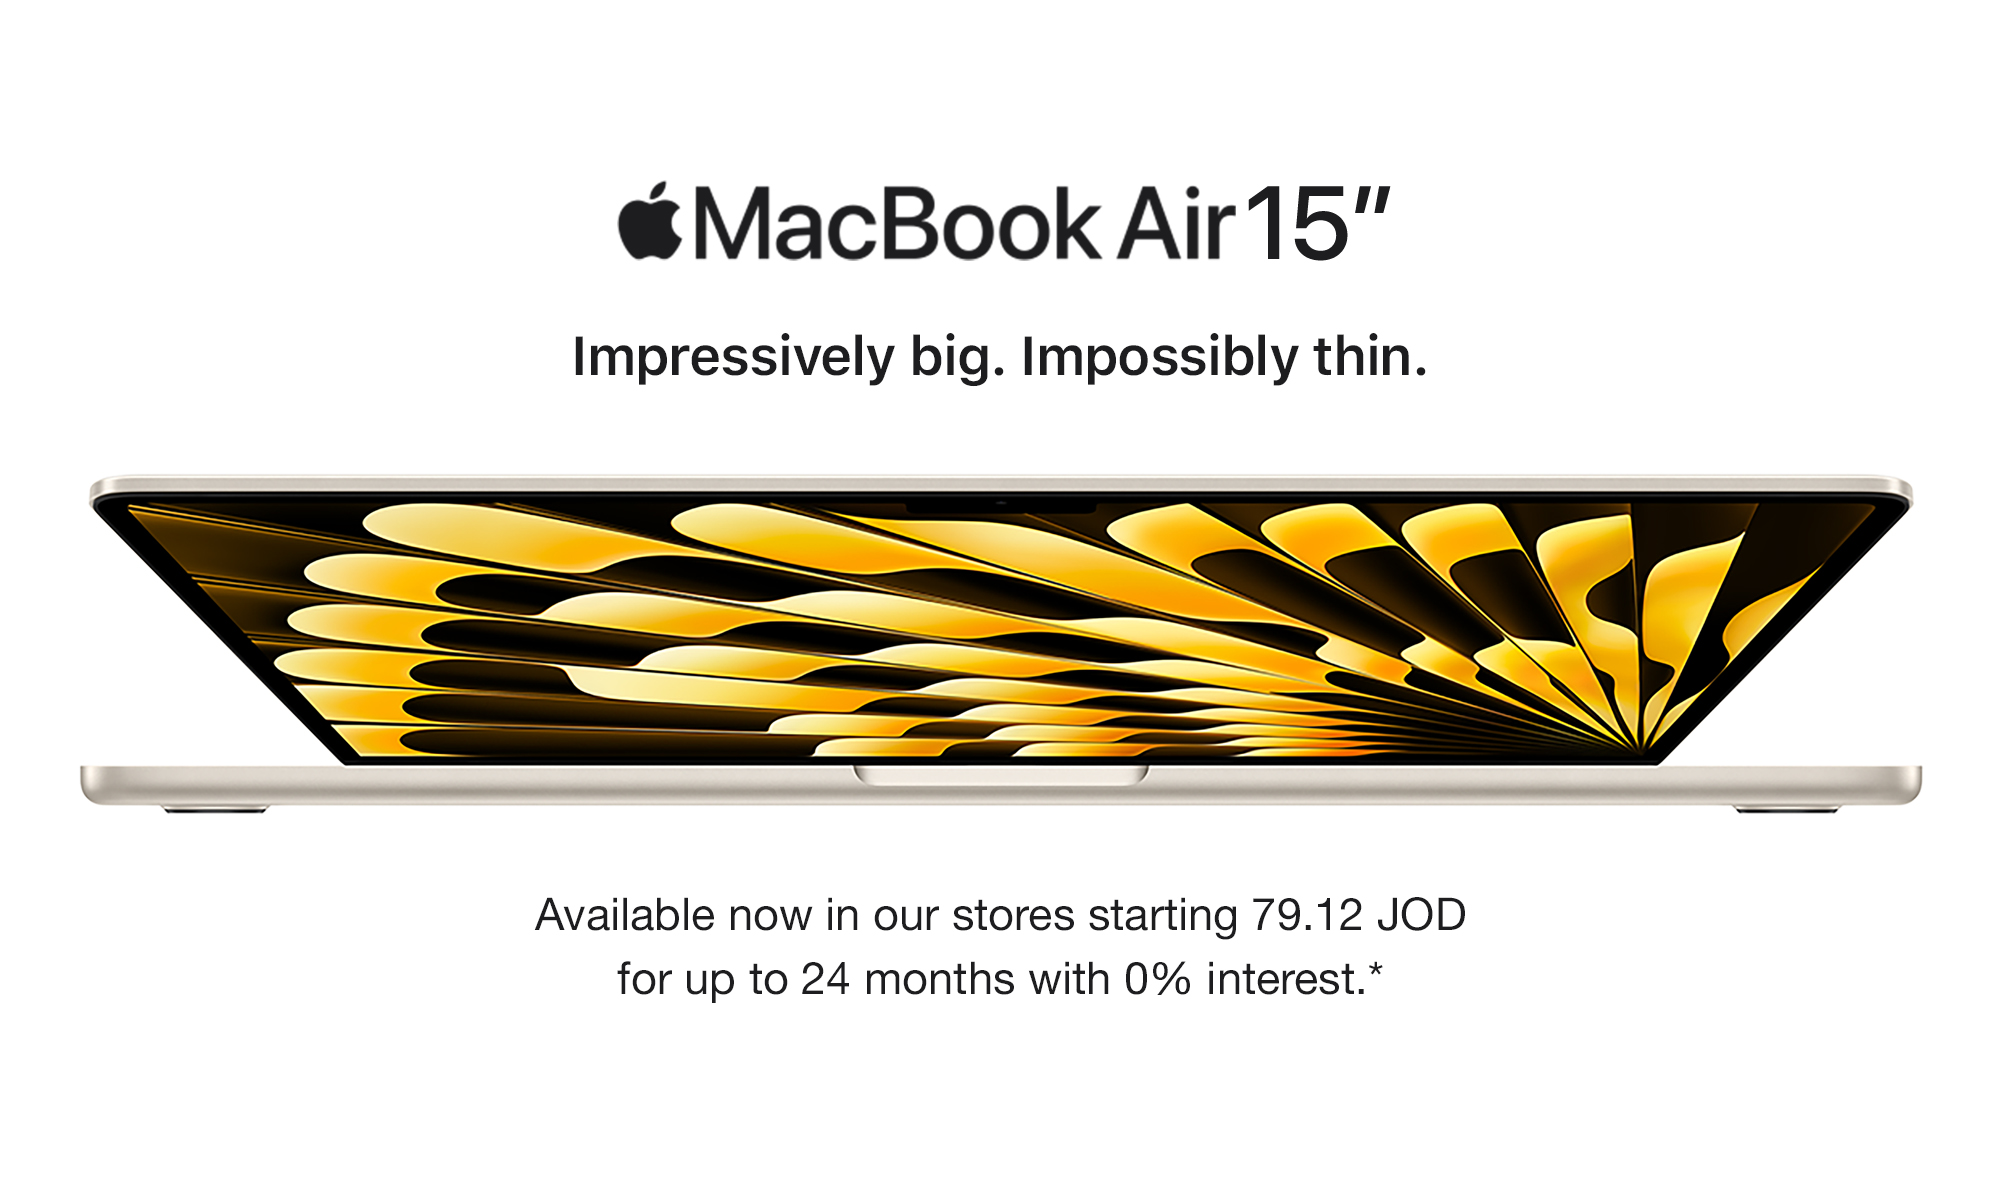 MacBook Air 15″
Impressively big. Impossibly thin.
Available now in our stores starting 79.12 JOD
for up to 24 months with 0% interest.*